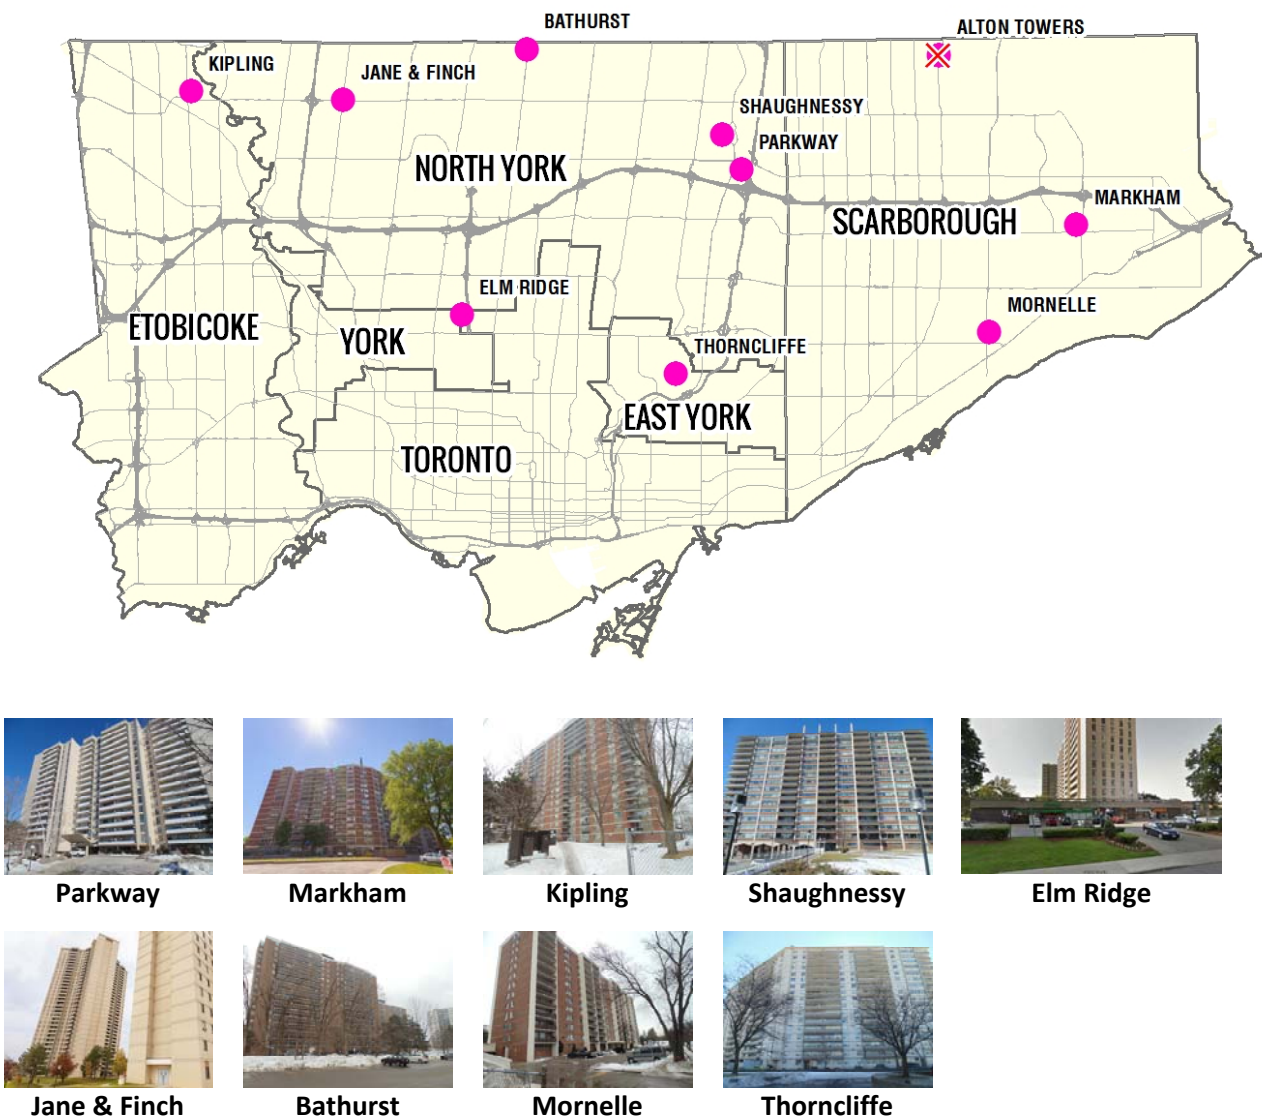 BATHURST
ALTON TOWERS
KIPLING
JANE & FINCH
SHAUGHNESSY
PARKWAY
NORTH YORK
MARKHAM
SCARBOROUGH
ELM RIDGE
MORNELLE
ETOBICOKE
YORK
THORNCLIFFE
EAST YORK
TORONTO
Parkway
Markham
Kipling
Shaughnessy
Elm Ridge
Jane & Finch
Bathurst
Mornelle
Thorncliffe